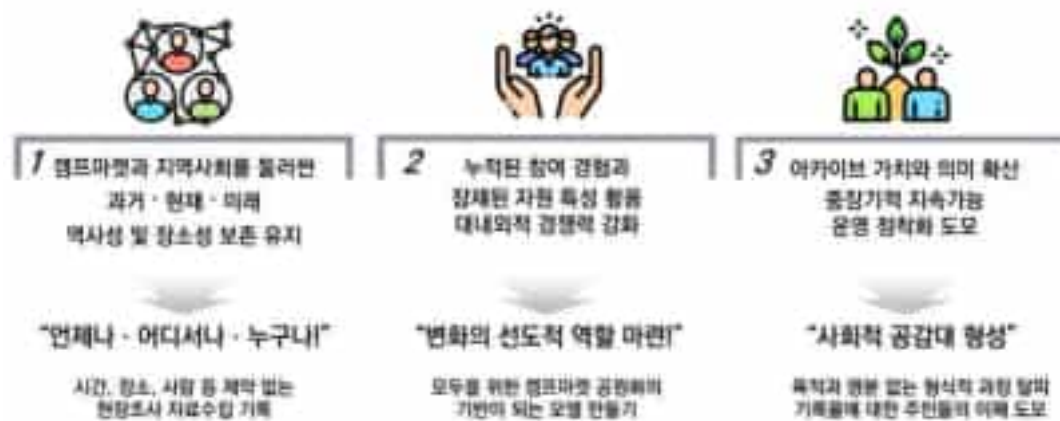 1 캠프마켓과 지역사회를 둘러싼
과거 · 현재 · 미래
역사성 및 장소성 보존 유지
"언제나 · 어디서나 · 누구나!"
시간, 장소, 사람 등 제약 없는
현장조사 자료수집 기록
2 누적된 참여 경험과
잠재된 자원 특성 활용
대내외적 경쟁력 강화
"변화의 선도적 역할 마련!"
모두를 위한 캠프마켓 공원화의
기반이 되는 모델 만들기
3 아카이브 가치와 의미 확산
중장기적 지속가능
운영 정착화 도모
"사회적 공감대 형성"
목적과 명분 없는 형식적 과정 탈피
기록물에 대한 주민들의 이해 도모